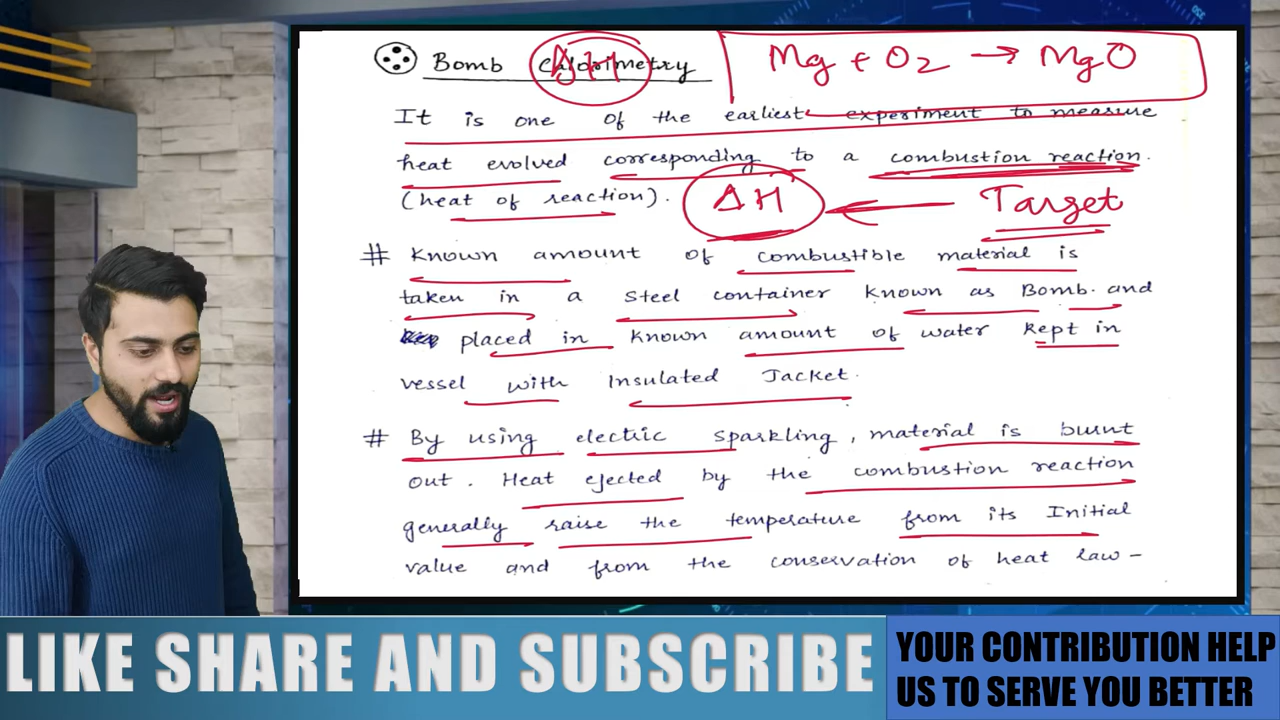 Bomb Calorimetry
ΔH
Mg + O2 → MgO
It is one of the earliest experiment to measure
heat evolved corresponding to a combustion reaction.
(heat of reaction). ΔH ← Target
# Known amount of combustible material is
taken in a steel container known as Bomb. and
placed in known amount of water kept in
vessel with Insulated Jacket.
# By using electric sparkling, material is burnt
out. Heat ejected by the combustion reaction
generally raise the temperature from its Initial
value and from the conservation of heat law-
LIKE SHARE AND SUBSCRIBE
YOUR CONTRIBUTION HELP
US TO SERVE YOU BETTER